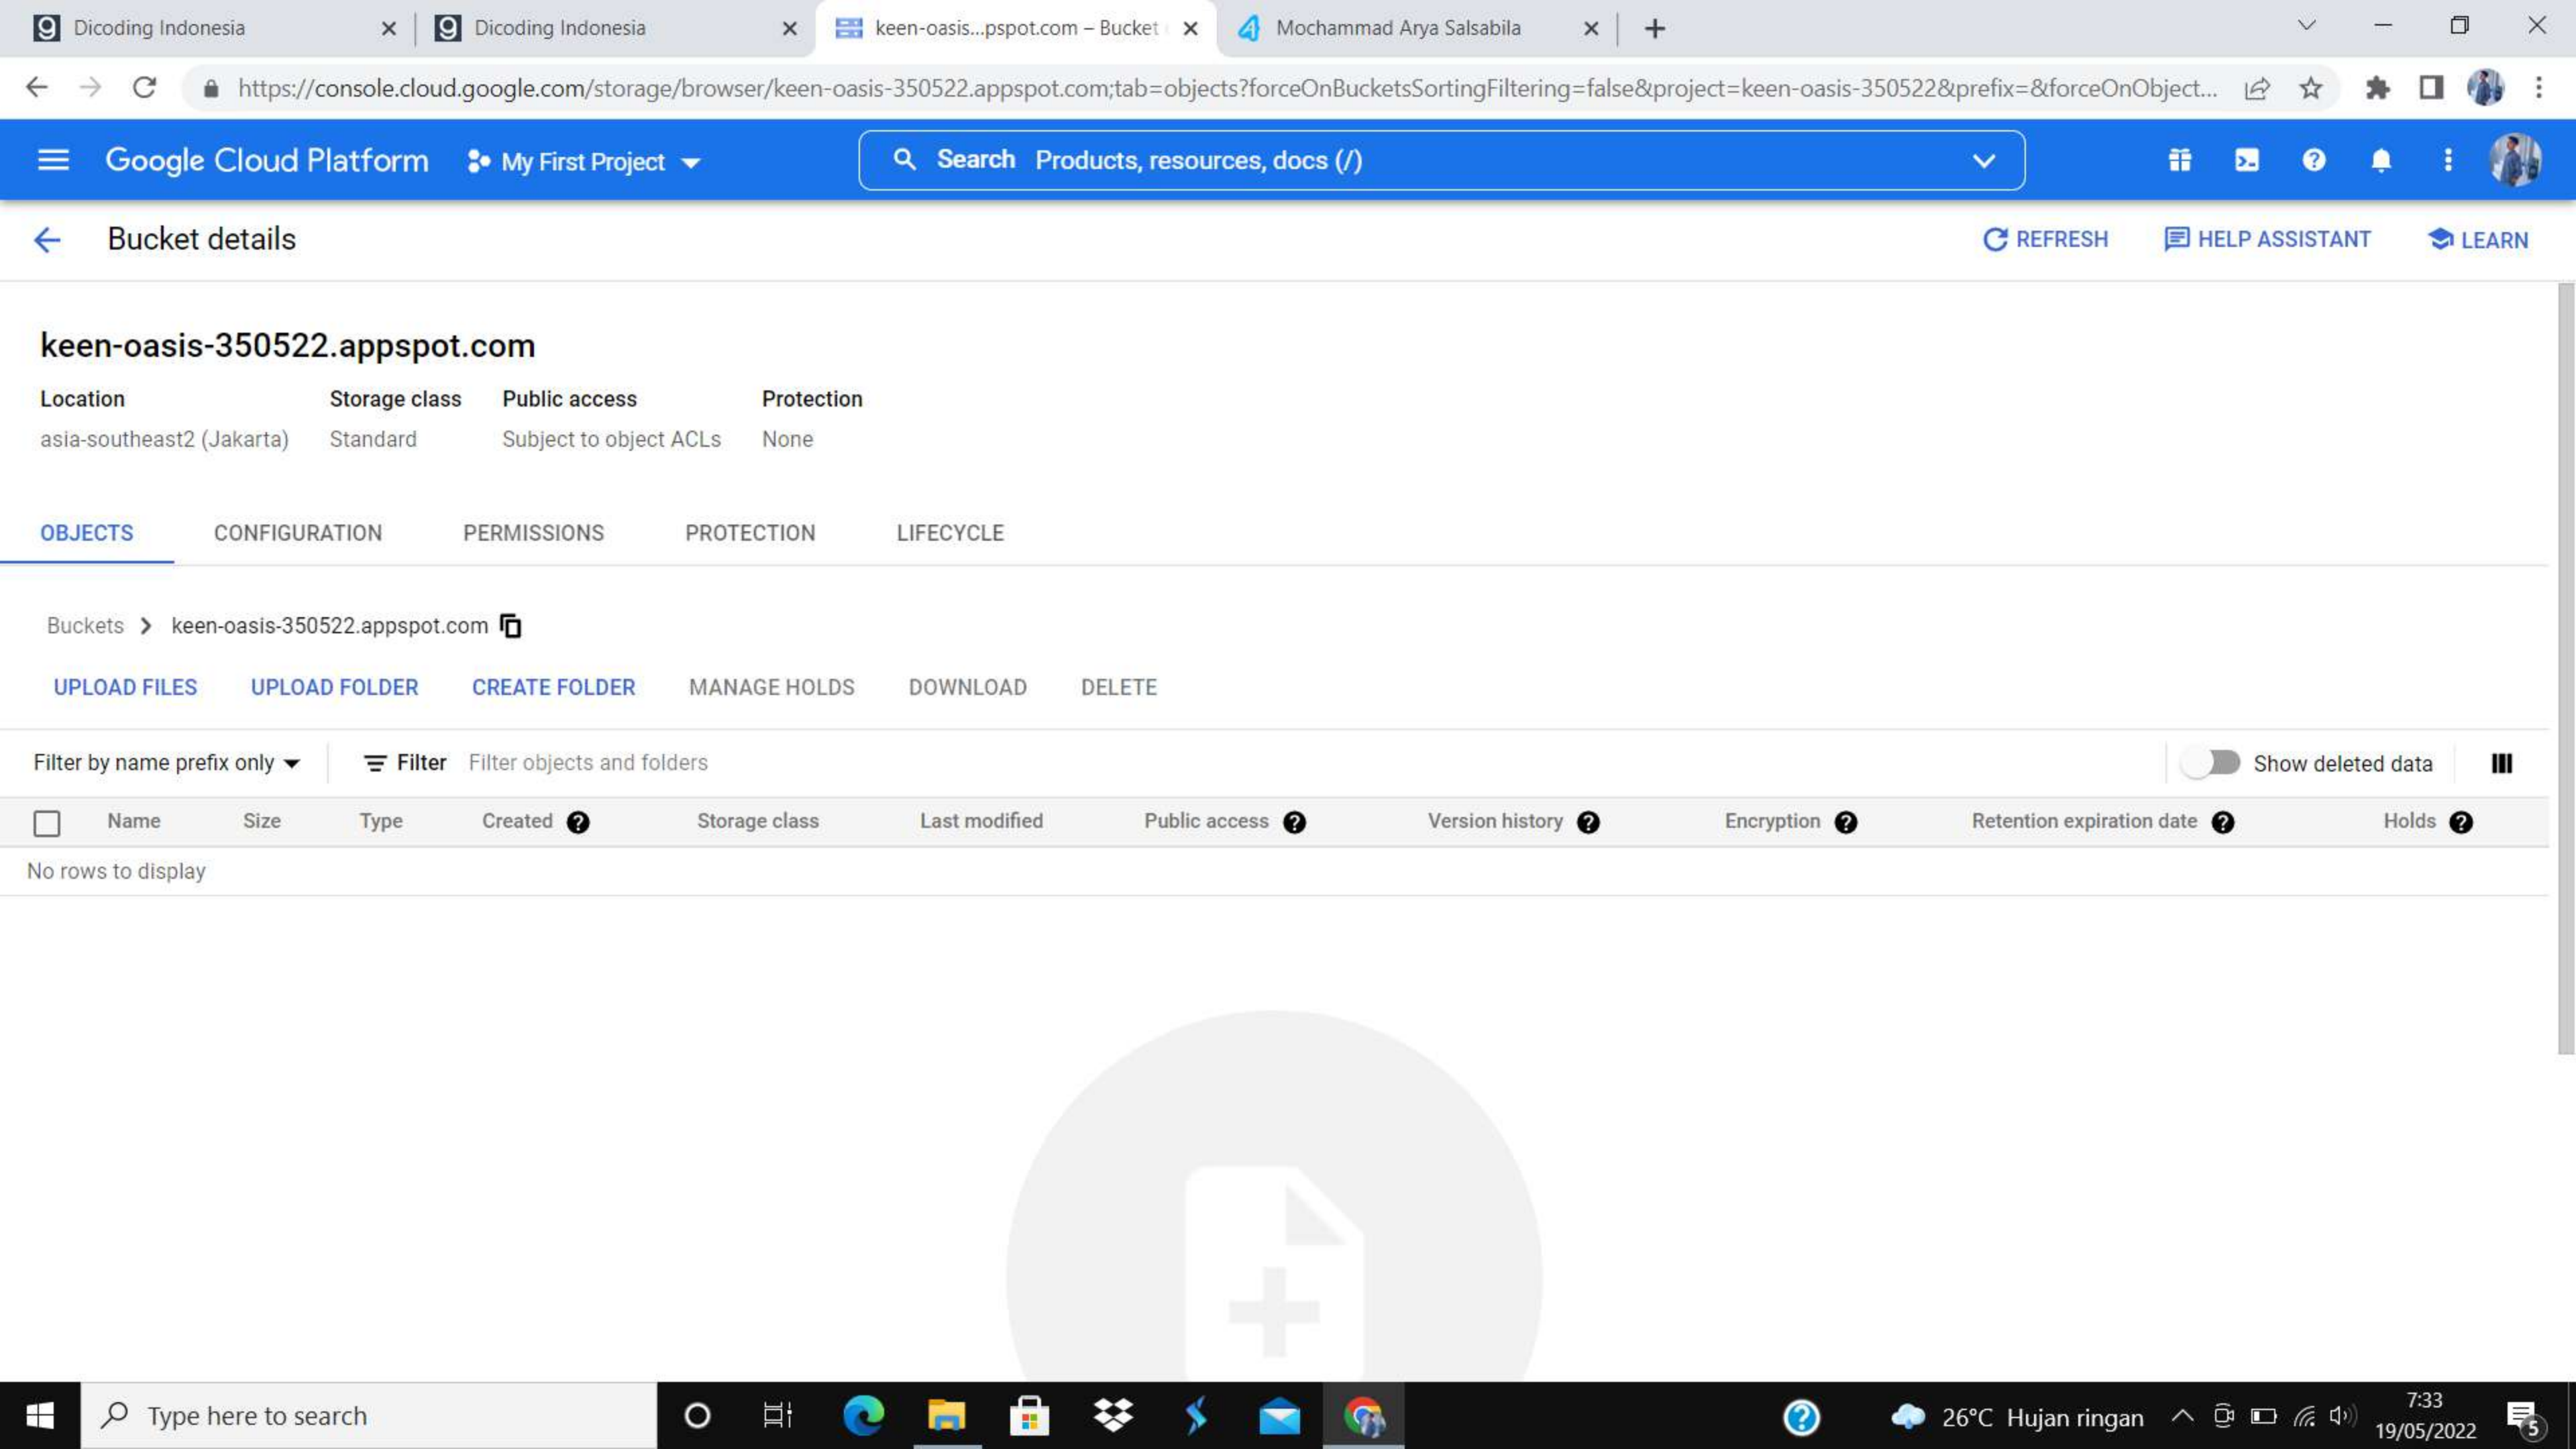 Dicoding Indonesia
Dicoding Indonesia
keen-oasis...pspot.com – Bucket
Mochammad Arya Salsabila
https://console.cloud.google.com/storage/browser/keen-oasis-350522.appspot.com;tab=objects?forceOnBucketsSortingFiltering=false&project=keen-oasis-350522&prefix=&forceOnObject...
Google Cloud Platform
My First Project
Search Products, resources, docs (/)
Bucket details
REFRESH
HELP ASSISTANT
LEARN
keen-oasis-350522.appspot.com
Location Storage class Public access Protection
asia-southeast2 (Jakarta) Standard Subject to object ACLs None
OBJECTS CONFIGURATION PERMISSIONS PROTECTION LIFECYCLE
Buckets > keen-oasis-350522.appspot.com
UPLOAD FILES UPLOAD FOLDER CREATE FOLDER MANAGE HOLDS DOWNLOAD DELETE
Filter by name prefix only Filter Filter objects and folders Show deleted data
Name Size Type Created Storage class Last modified Public access Version history Encryption Retention expiration date Holds
No rows to display
Type here to search
26°C Hujan ringan
7:33
19/05/2022
5